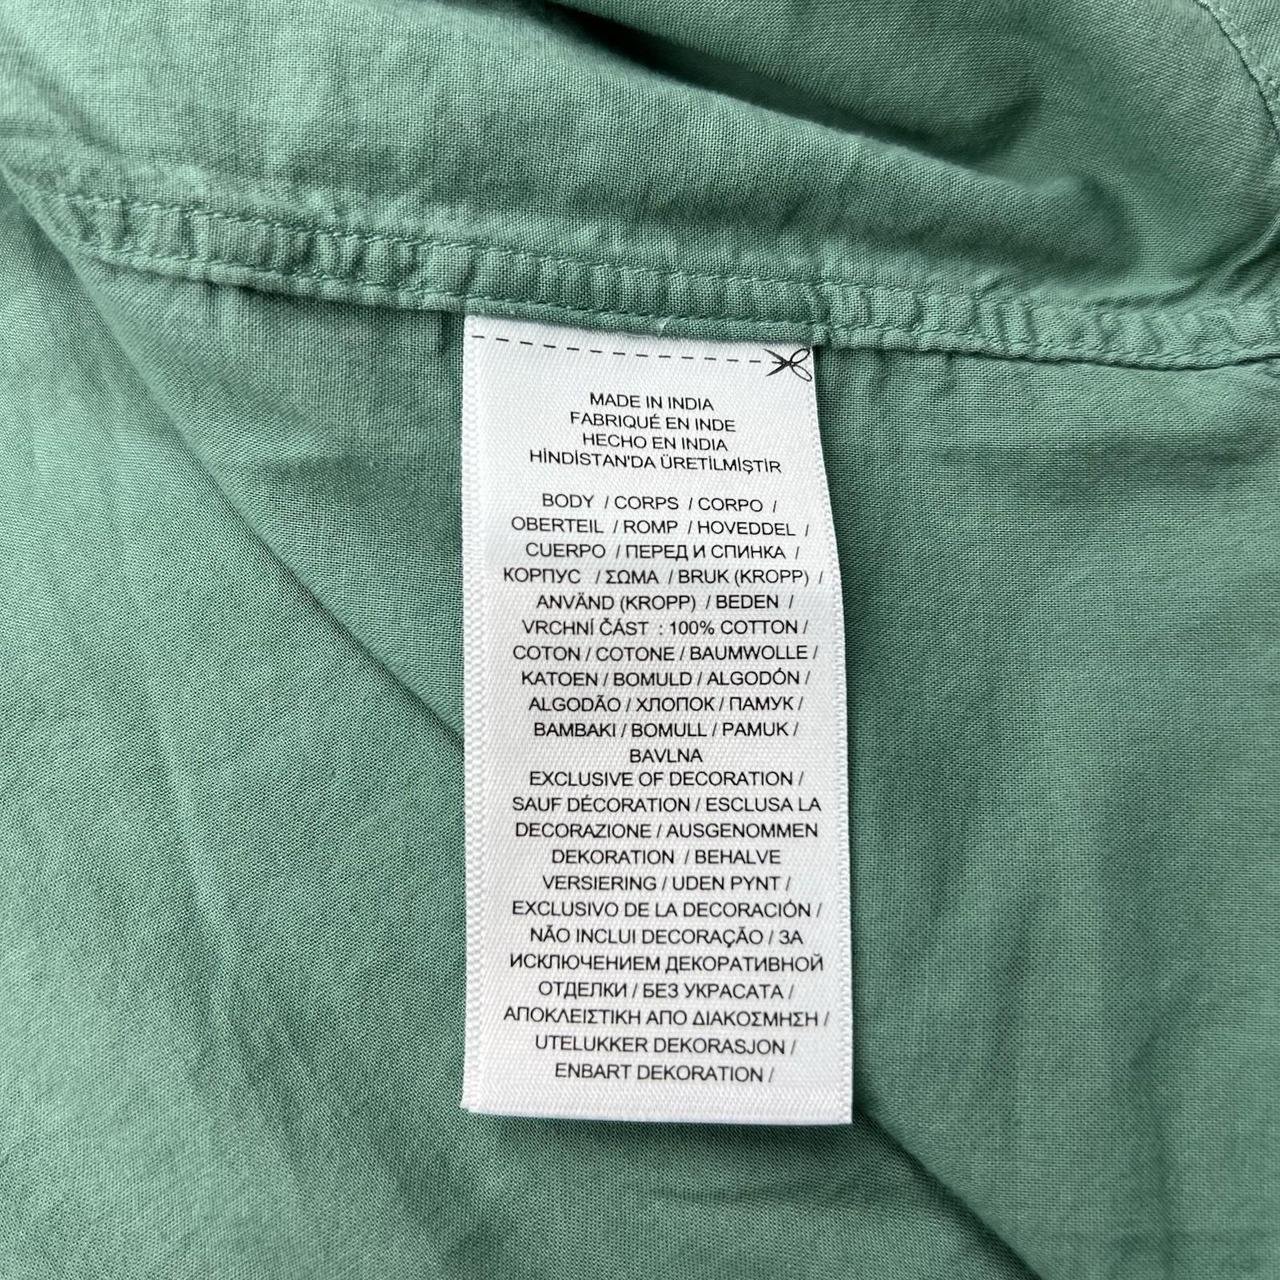 MADE IN INDIA
FABRIQUÉ EN INDE
HECHO EN INDIA
HİNDİSTAN'DA ÜRETİLMİŞTİR
BODY / CORPS / CORPO /
OBERTEIL / ROMP / HOVEDDEL /
CUERPO / ПЕРЕД И СПИНКА /
КОРПУС / ΣΩΜΑ / BRUK (KROPP) /
ANVÄND (KROPP) / BEDEN /
VRCHNÍ ČÁST : 100% COTTON /
COTON / COTONE / BAUMWOLLE /
KATOEN / BOMULD / ALGODÓN /
ALGODÃO / ХЛОПОК / ПАМУК /
ΒΑΜΒΑΚΙ / BOMULL / PAMUK /
BAVLNA
EXCLUSIVE OF DECORATION /
SAUF DÉCORATION / ESCLUSA LA
DECORAZIONE / AUSGENOMMEN
DEKORATION / BEHALVE
VERSIERING / UDEN PYNT /
EXCLUSIVO DE LA DECORACIÓN /
NÃO INCLUI DECORAÇÃO / ЗА
ИСКЛЮЧЕНИЕМ ДЕКОРАТИВНОЙ
ОТДЕЛКИ / БЕЗ УКРАСАТА /
ΑΠΟΚΛΕΙΣΤΙΚΗ ΑΠΟ ΔΙΑΚΟΣΜΗΣΗ /
UTELUKKER DEKORASJON /
ENBART DEKORATION /